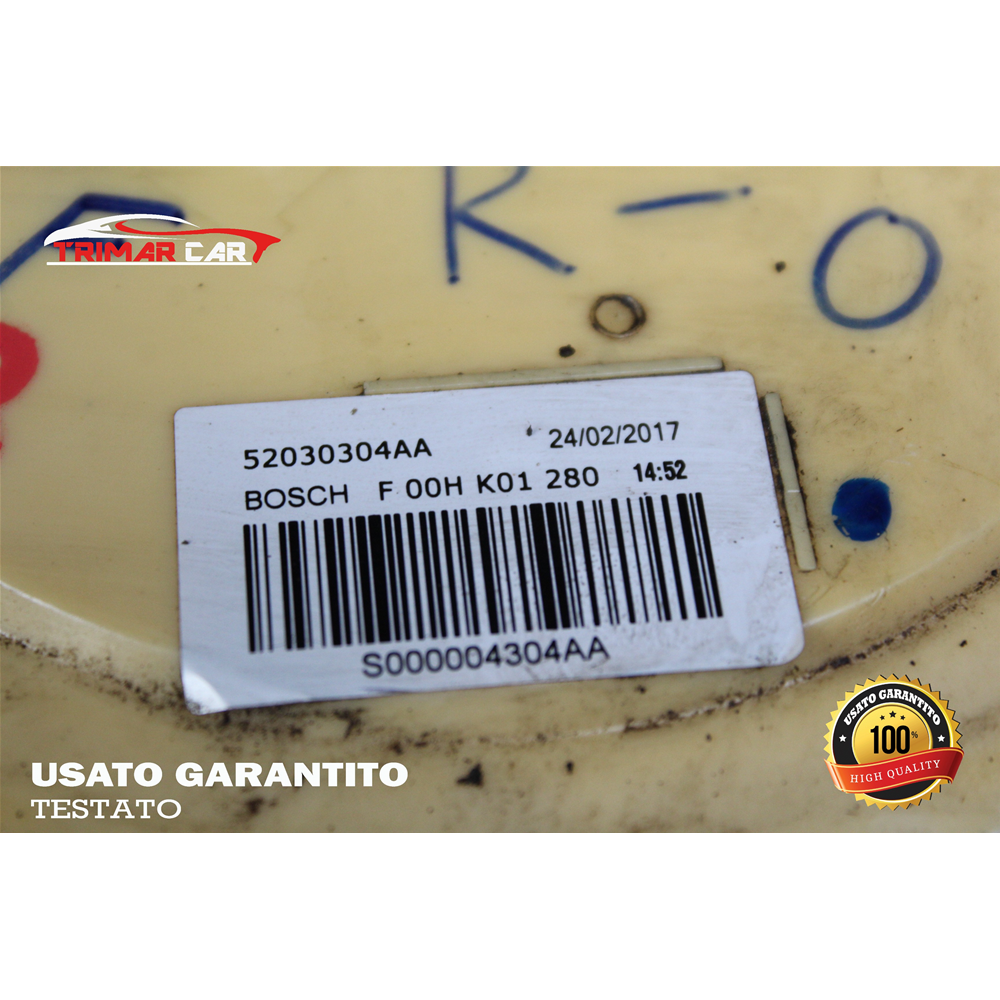 K-O
TRIMAR CAR
52030304AA
24/02/2017
BOSCH F 00H K01 280
14:52
S000004304AA
USATO GARANTITO
100%
HIGH QUALITY
USATO GARANTITO
TESTATO